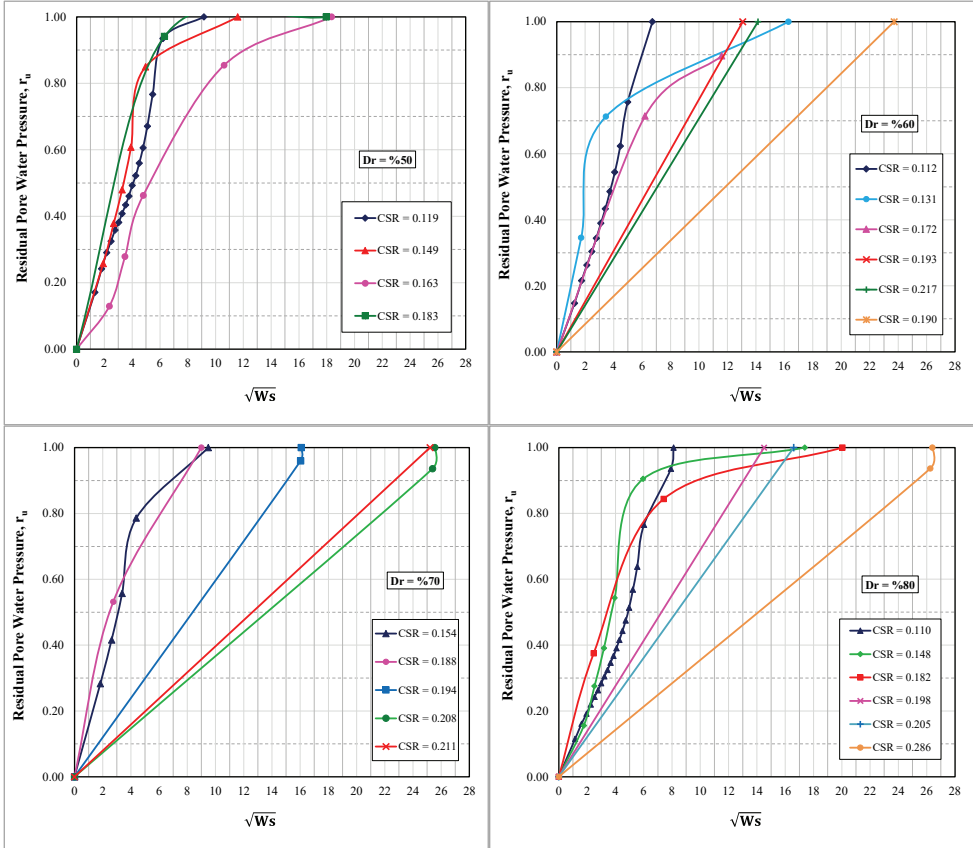 Residual Pore Water Pressure, rᵤ
1.00
0.80
0.60
0.40
0.20
0.00
Dr = %50
CSR = 0.119
CSR = 0.149
CSR = 0.163
CSR = 0.183
0 2 4 6 8 10 12 14 16 18 20 22 24 26 28
√Ws
Residual Pore Water Pressure, rᵤ
1.00
0.80
0.60
0.40
0.20
0.00
Dr = %60
CSR = 0.112
CSR = 0.131
CSR = 0.172
CSR = 0.193
CSR = 0.217
CSR = 0.190
0 2 4 6 8 10 12 14 16 18 20 22 24 26 28
√Ws
Residual Pore Water Pressure, rᵤ
1.00
0.80
0.60
0.40
0.20
0.00
Dr = %70
CSR = 0.154
CSR = 0.188
CSR = 0.194
CSR = 0.208
CSR = 0.211
0 2 4 6 8 10 12 14 16 18 20 22 24 26 28
√Ws
Residual Pore Water Pressure, rᵤ
1.00
0.80
0.60
0.40
0.20
0.00
Dr = %80
CSR = 0.110
CSR = 0.148
CSR = 0.182
CSR = 0.198
CSR = 0.205
CSR = 0.286
0 2 4 6 8 10 12 14 16 18 20 22 24 26 28
√Ws